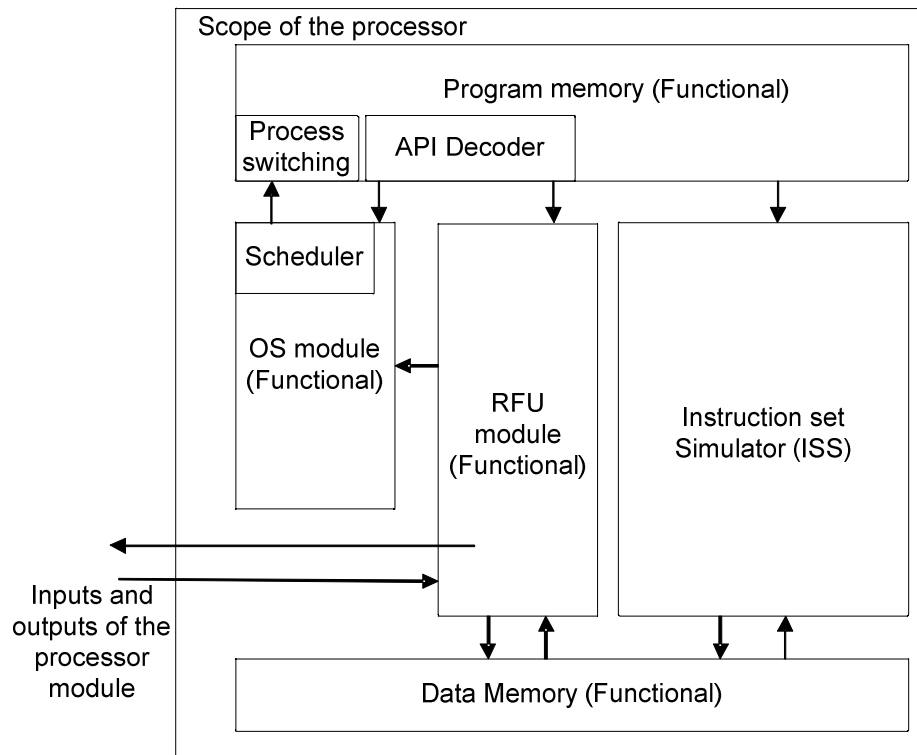 Scope of the processor
Program memory (Functional)
Process
switching
API Decoder
Scheduler
OS module
(Functional)
RFU
module
(Functional)
Instruction set
Simulator (ISS)
Inputs and
outputs of the
processor
module
Data Memory (Functional)